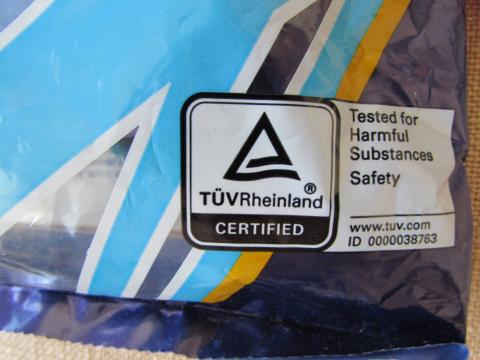 TÜVRheinland®
CERTIFIED
Tested for
Harmful
Substances
Safety
www.tuv.com
ID 0000038763